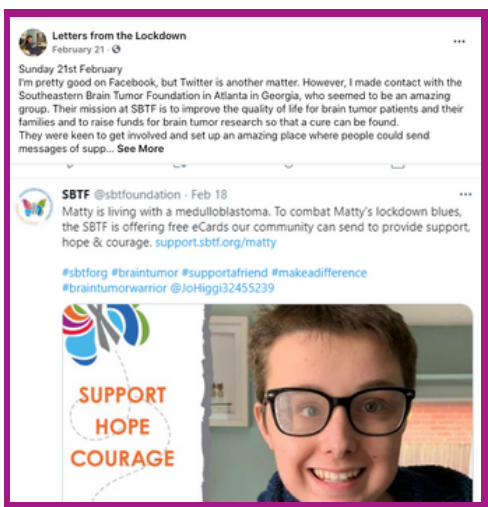 Letters from the Lockdown
February 21 ·
Sunday 21st February
I'm pretty good on Facebook, but Twitter is another matter. However, I made contact with the
Southeastern Brain Tumor Foundation in Atlanta in Georgia, who seemed to be an amazing
group. Their mission at SBTF is to improve the quality of life for brain tumor patients and their
families and to raise funds for brain tumor research so that a cure can be found.
They were keen to get involved and set up an amazing place where people could send
messages of supp... See More
SBTF @sbtfoundation · Feb 18
Matty is living with a medulloblastoma. To combat Matty's lockdown blues,
the SBTF is offering free eCards our community can send to provide support,
hope & courage. support.sbtf.org/matty
#sbtforg #braintumor #supportafriend #makeadifference
#braintumorwarrior @JoHiggi32455239
SUPPORT
HOPE
COURAGE